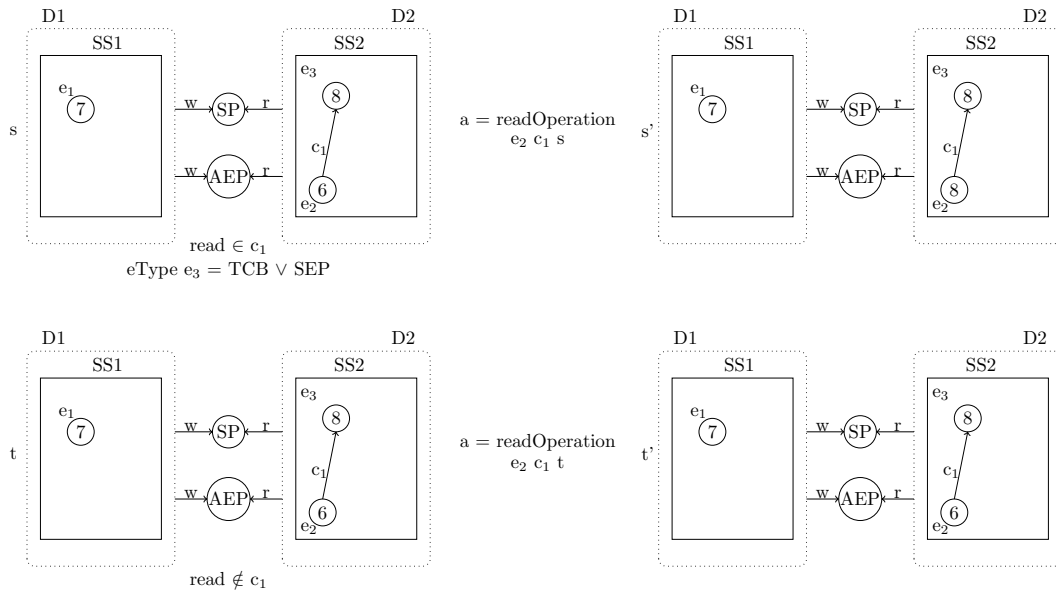 D1 D2 D1 D2
SS1 SS2 SS1 SS2
e₃ e₃
e₁ 8 e₁ 8
7 w SP r 7 w SP r
a = readOperation
s c₁ e₂ c₁ s s' c₁
w AEP r w AEP r
6 8
e₂ e₂
read ∈ c₁
eType e₃ = TCB ∨ SEP
D1 D2 D1 D2
SS1 SS2 SS1 SS2
e₃ e₃
e₁ 8 e₁ 8
7 w SP r 7 w SP r
a = readOperation
t c₁ e₂ c₁ t t' c₁
w AEP r w AEP r
6 6
e₂ e₂
read ∉ c₁